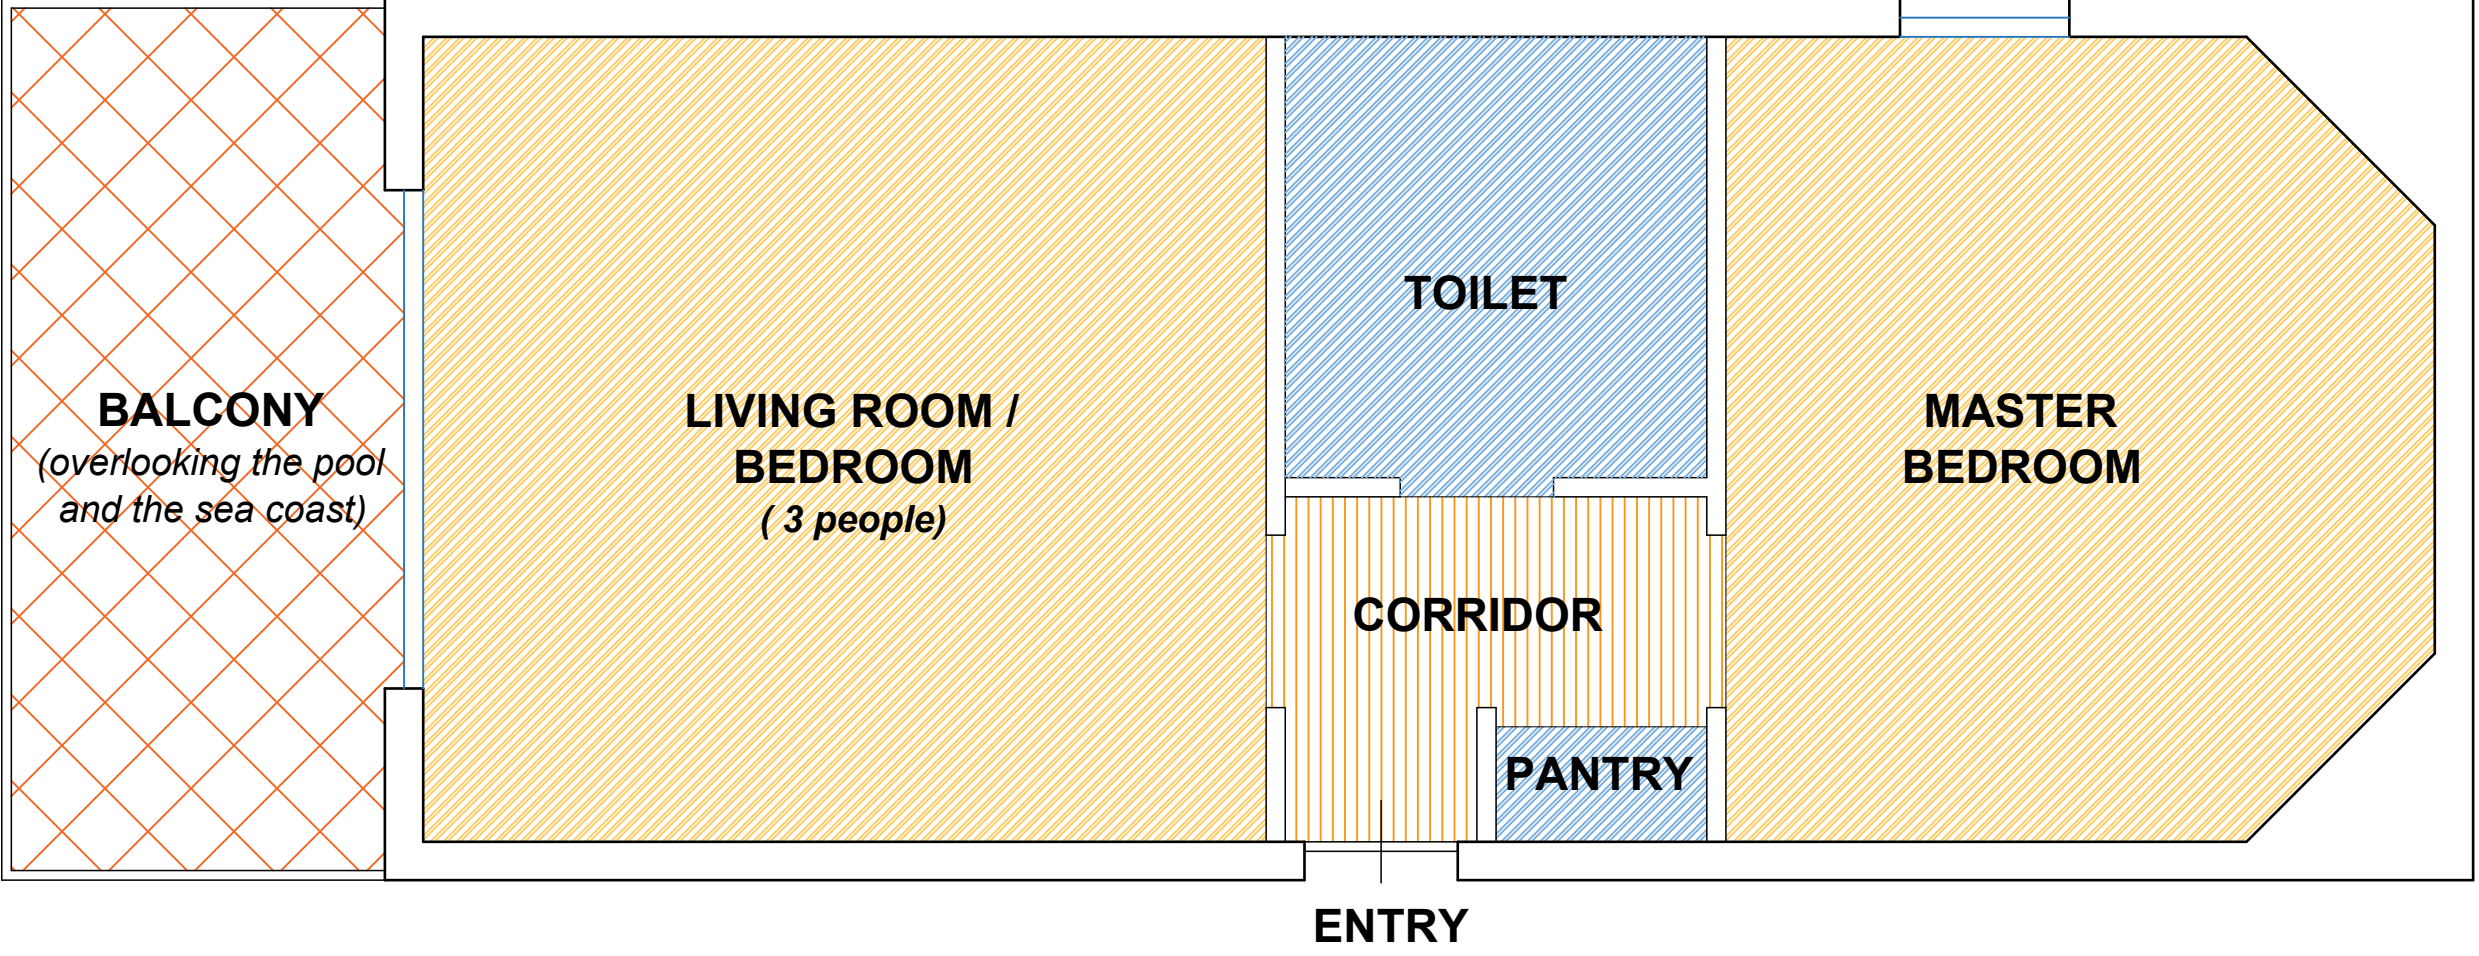 BALCONY
(overlooking the pool
and the sea coast)
LIVING ROOM /
BEDROOM
( 3 people)
TOILET
CORRIDOR
PANTRY
MASTER
BEDROOM
ENTRY